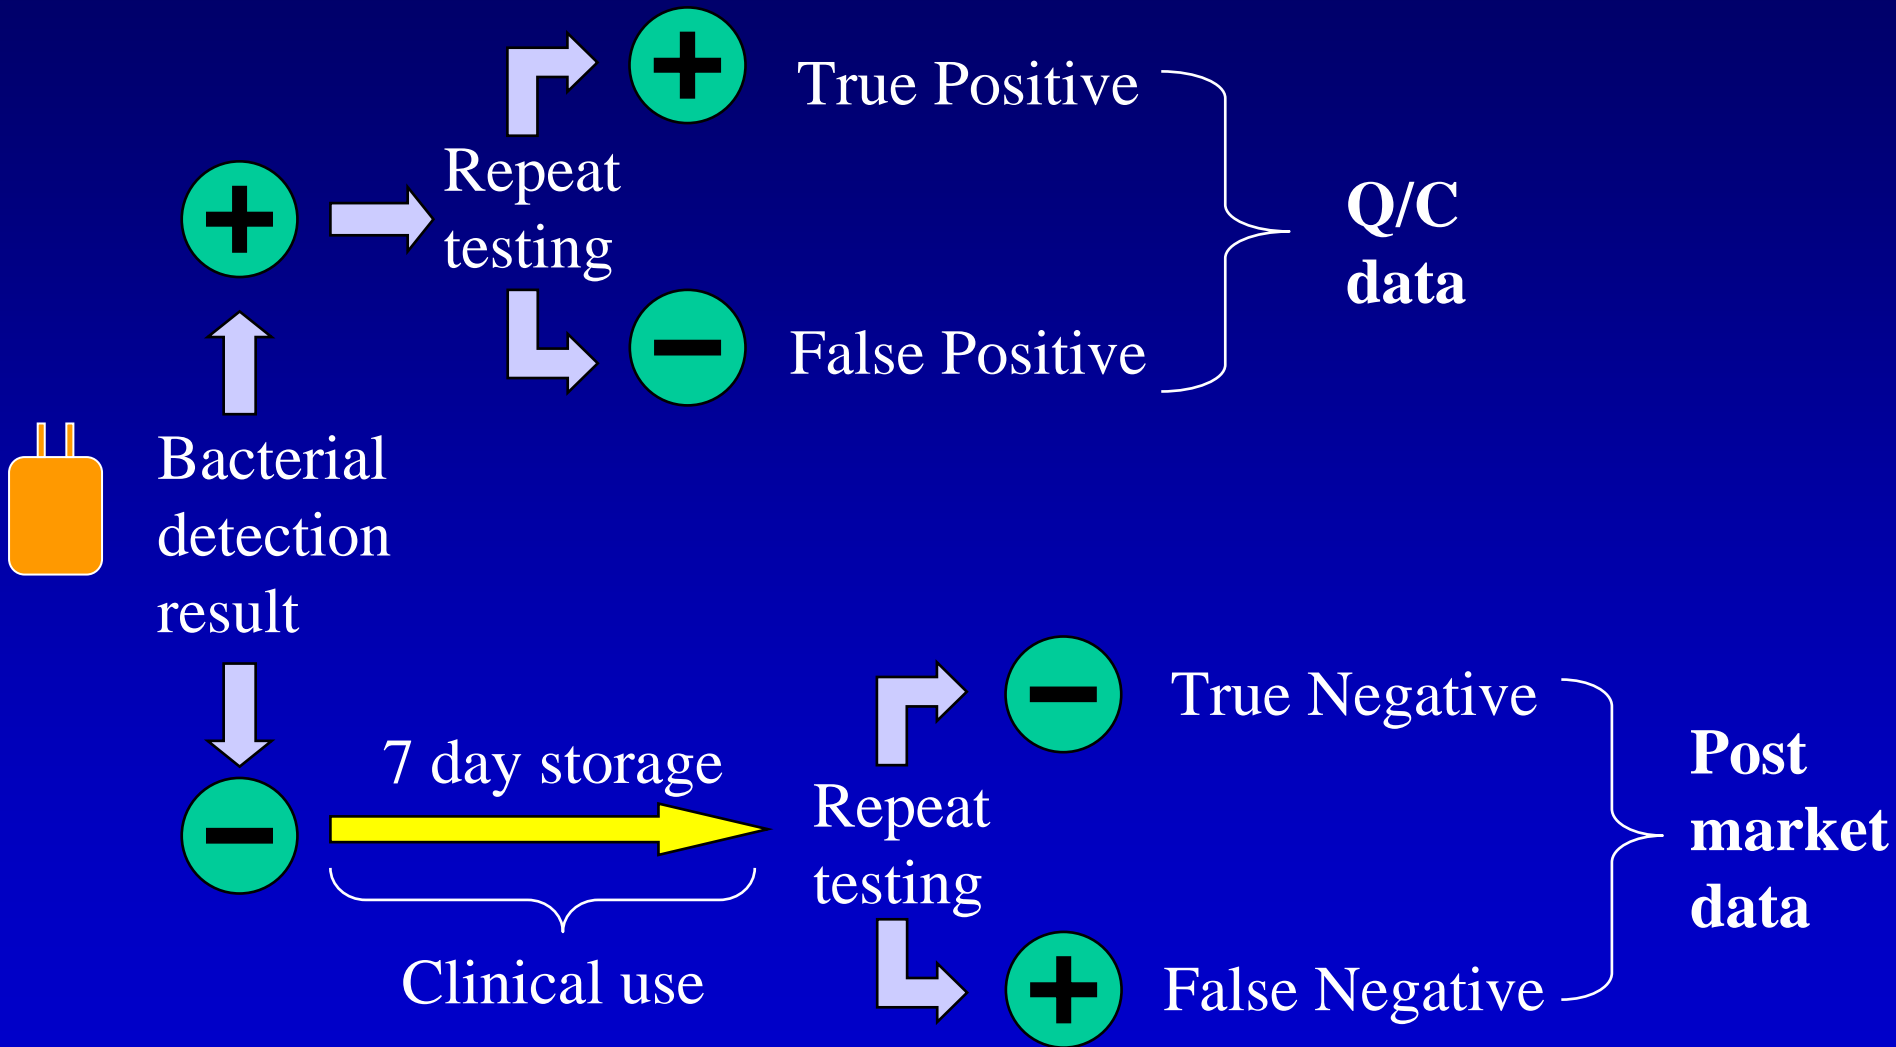 True Positive
Repeat
testing
Q/C
data
False Positive
Bacterial
detection
result
True Negative
7 day storage
Repeat
testing
Post
market
data
Clinical use
False Negative